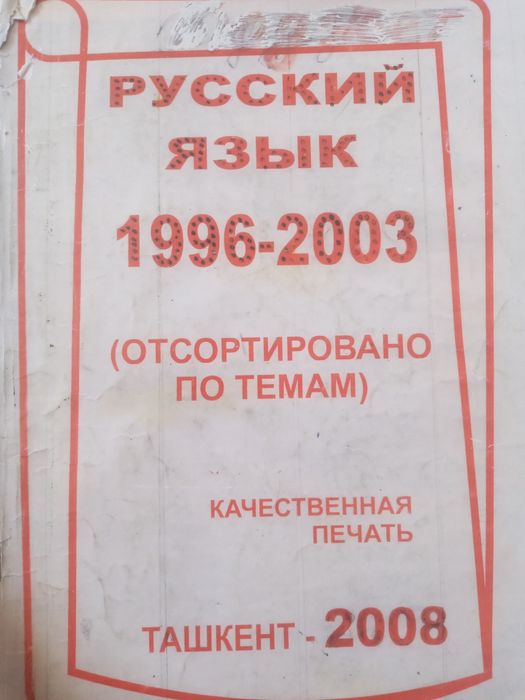 РУССКИЙ
ЯЗЫК
1996-2003
(ОТСОРТИРОВАНО
ПО ТЕМАМ)
КАЧЕСТВЕННАЯ
ПЕЧАТЬ
ТАШКЕНТ - 2008